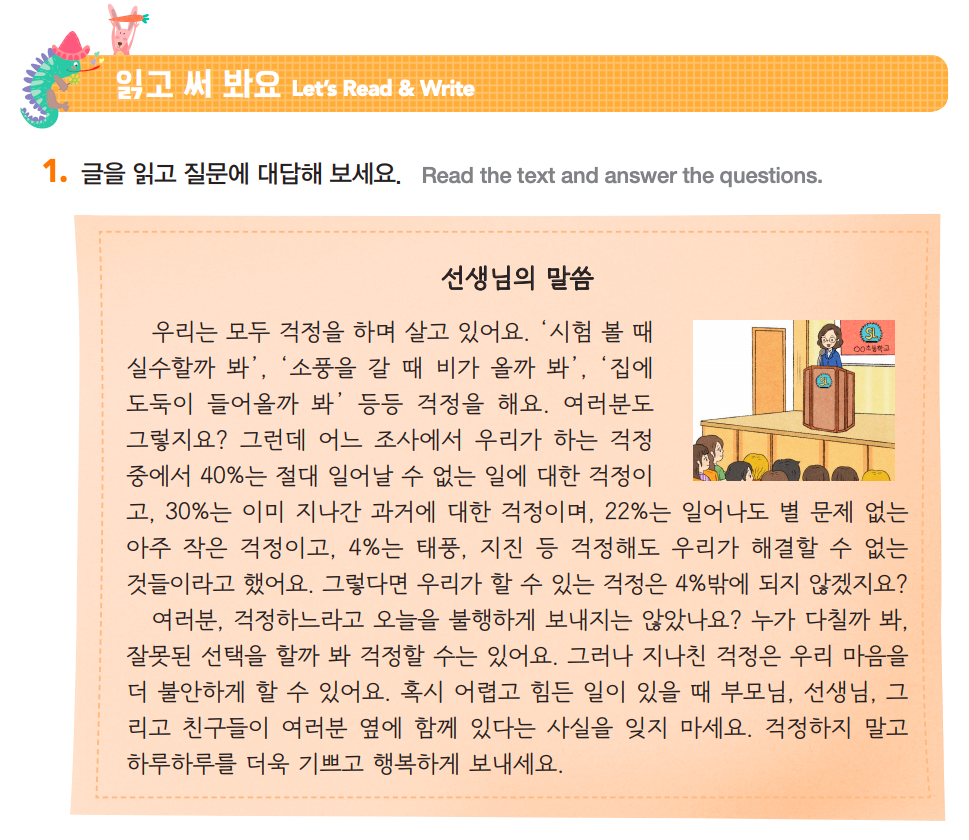 읽고 써 봐요 Let's Read & Write
1. 글을 읽고 질문에 대답해 보세요. Read the text and answer the questions.
선생님의 말씀
우리는 모두 걱정을 하며 살고 있어요. ‘시험 볼 때
실수할까 봐’, ‘소풍을 갈 때 비가 올까 봐’, ‘집에
도둑이 들어올까 봐’ 등등 걱정을 해요. 여러분도
그렇지요? 그런데 어느 조사에서 우리가 하는 걱정
중에서 40%는 절대 일어날 수 없는 일에 대한 걱정이
고, 30%는 이미 지나간 과거에 대한 걱정이며, 22%는 일어나도 별 문제 없는
아주 작은 걱정이고, 4%는 태풍, 지진 등 걱정해도 우리가 해결할 수 없는
것들이라고 했어요. 그렇다면 우리가 할 수 있는 걱정은 4%밖에 되지 않겠지요?
여러분, 걱정하느라고 오늘을 불행하게 보내지는 않았나요? 누가 다칠까 봐,
잘못된 선택을 할까 봐 걱정할 수는 있어요. 그러나 지나친 걱정은 우리 마음을
더 불안하게 할 수 있어요. 혹시 어렵고 힘든 일이 있을 때 부모님, 선생님, 그
리고 친구들이 여러분 옆에 함께 있다는 사실을 잊지 마세요. 걱정하지 말고
하루하루를 더욱 기쁘고 행복하게 보내세요.
SL
○○초등학교
SL